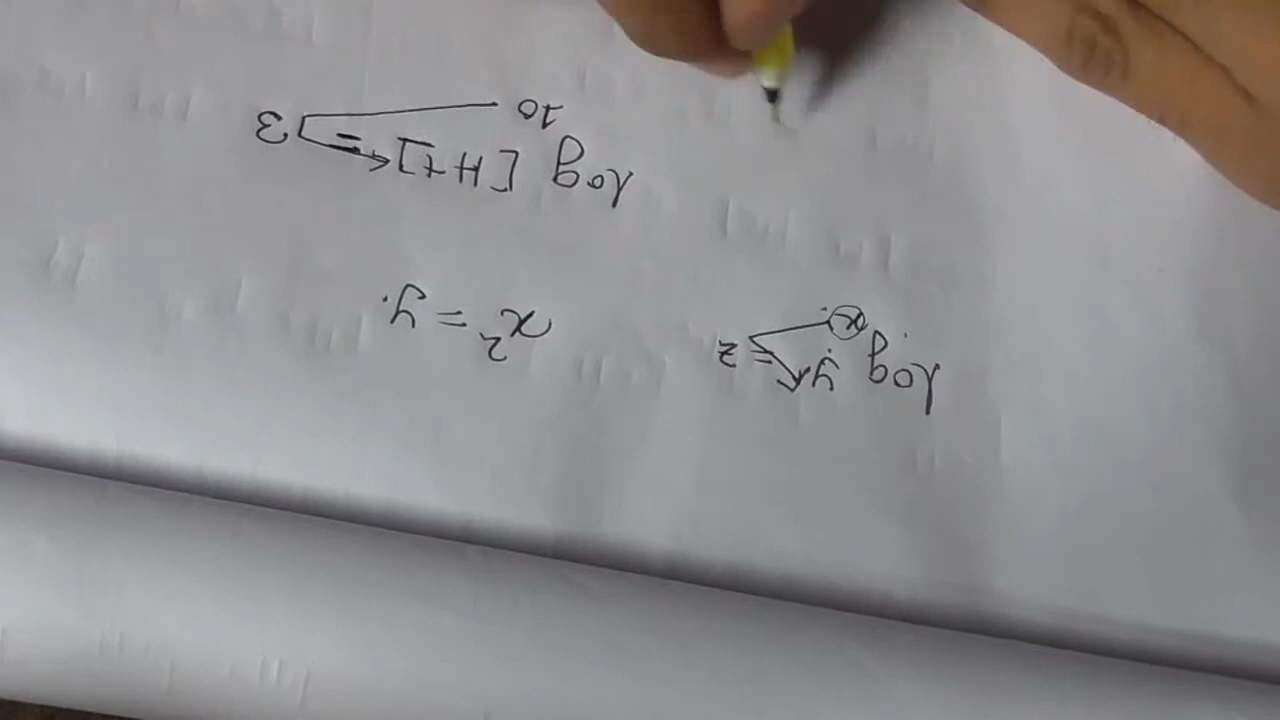 logₓ y = z xᶻ = y.
log₁₀ [H+] = 3